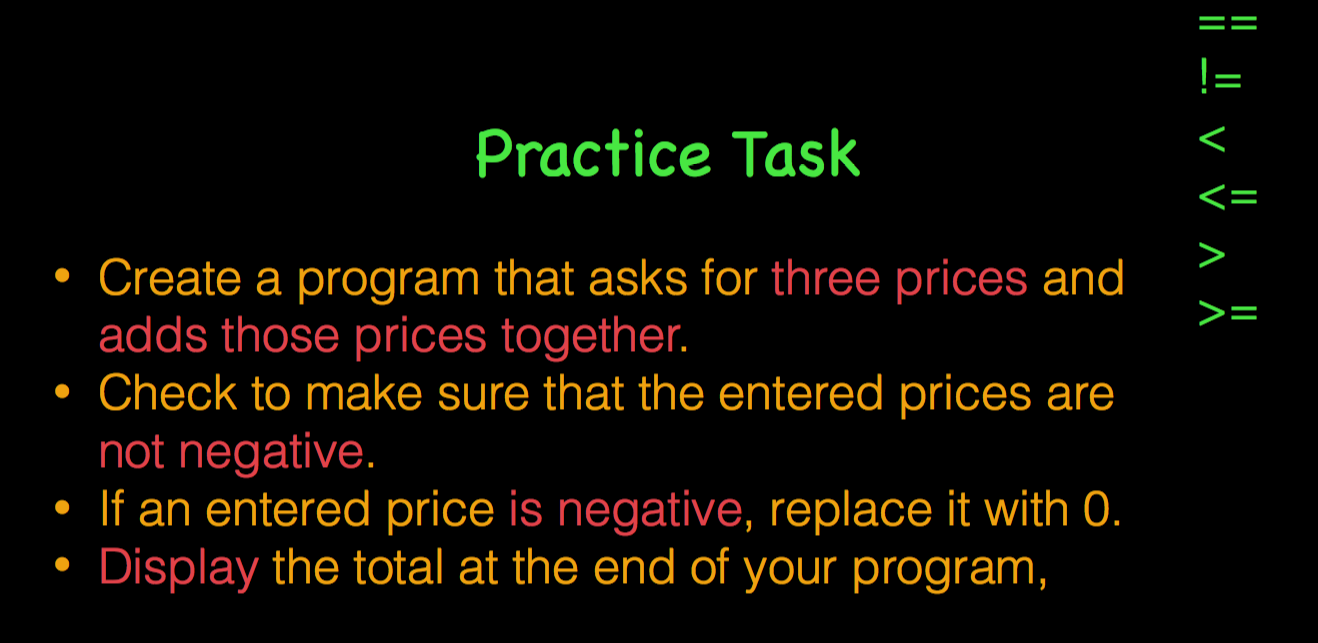 ==
!=
<
<=
>
>=
Practice Task
• Create a program that asks for three prices and
adds those prices together.
• Check to make sure that the entered prices are
not negative.
• If an entered price is negative, replace it with 0.
• Display the total at the end of your program,